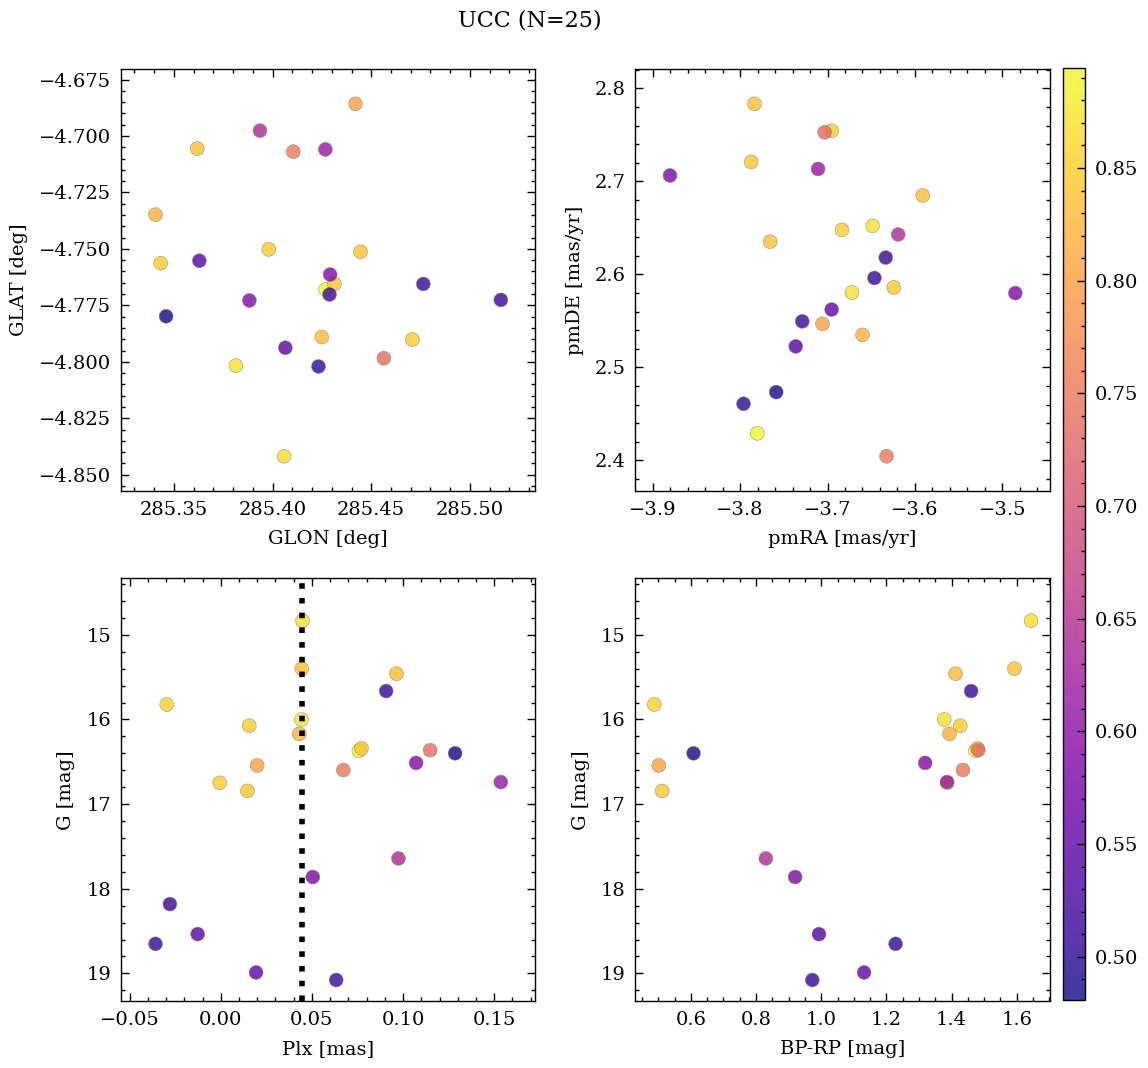 UCC (N=25)
−4.675
−4.700
−4.725
−4.750
−4.775
−4.800
−4.825
−4.850
GLAT [deg]
285.35 285.40 285.45 285.50
GLON [deg]
2.8
2.7
2.6
2.5
2.4
pmDE [mas/yr]
−3.9 −3.8 −3.7 −3.6 −3.5
pmRA [mas/yr]
0.85
0.80
0.75
0.70
0.65
0.60
0.55
0.50
15
16
17
18
19
G [mag]
−0.05 0.00 0.05 0.10 0.15
Plx [mas]
15
16
17
18
19
G [mag]
0.6 0.8 1.0 1.2 1.4 1.6
BP-RP [mag]